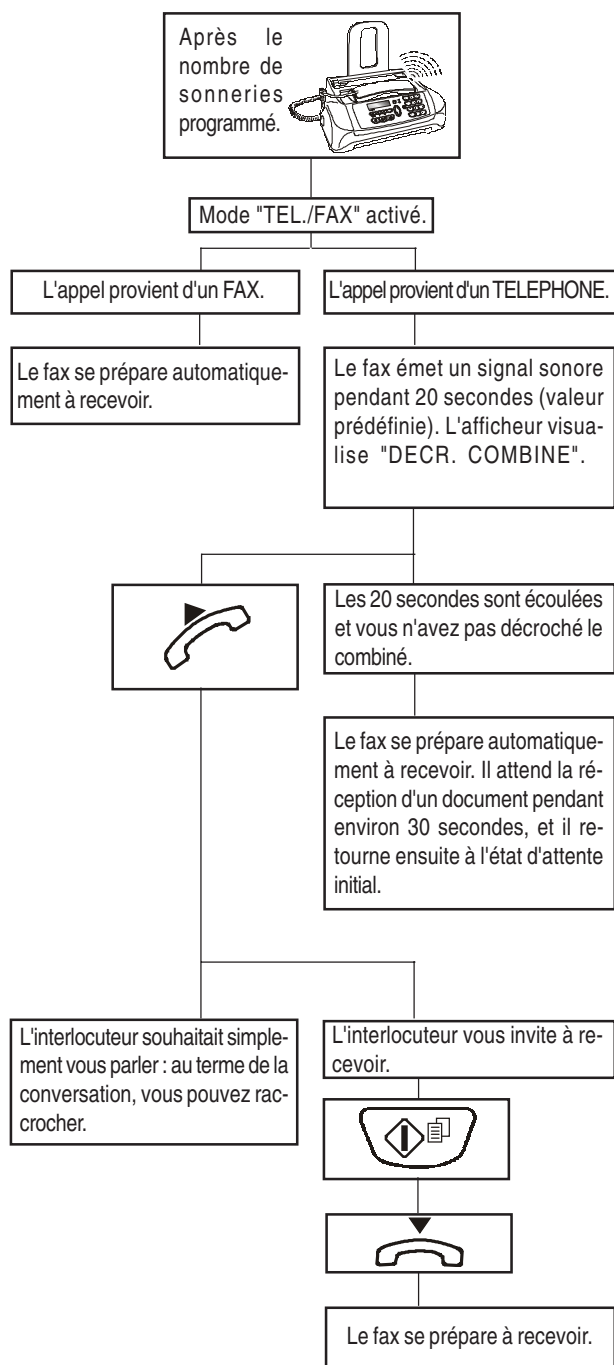 Après le
nombre de
sonneries
programmé.
Mode "TEL./FAX" activé.
L'appel provient d'un FAX.
L'appel provient d'un TELEPHONE.
Le fax se prépare automatique-
ment à recevoir.
Le fax émet un signal sonore
pendant 20 secondes (valeur
prédéfinie). L'afficheur visua-
lise "DECR. COMBINE".
Les 20 secondes sont écoulées
et vous n'avez pas décroché le
combiné.
Le fax se prépare automatique-
ment à recevoir. Il attend la ré-
ception d'un document pendant
environ 30 secondes, et il re-
tourne ensuite à l'état d'attente
initial.
L'interlocuteur souhaitait simple-
ment vous parler : au terme de la
conversation, vous pouvez rac-
crocher.
L'interlocuteur vous invite à re-
cevoir.
Le fax se prépare à recevoir.